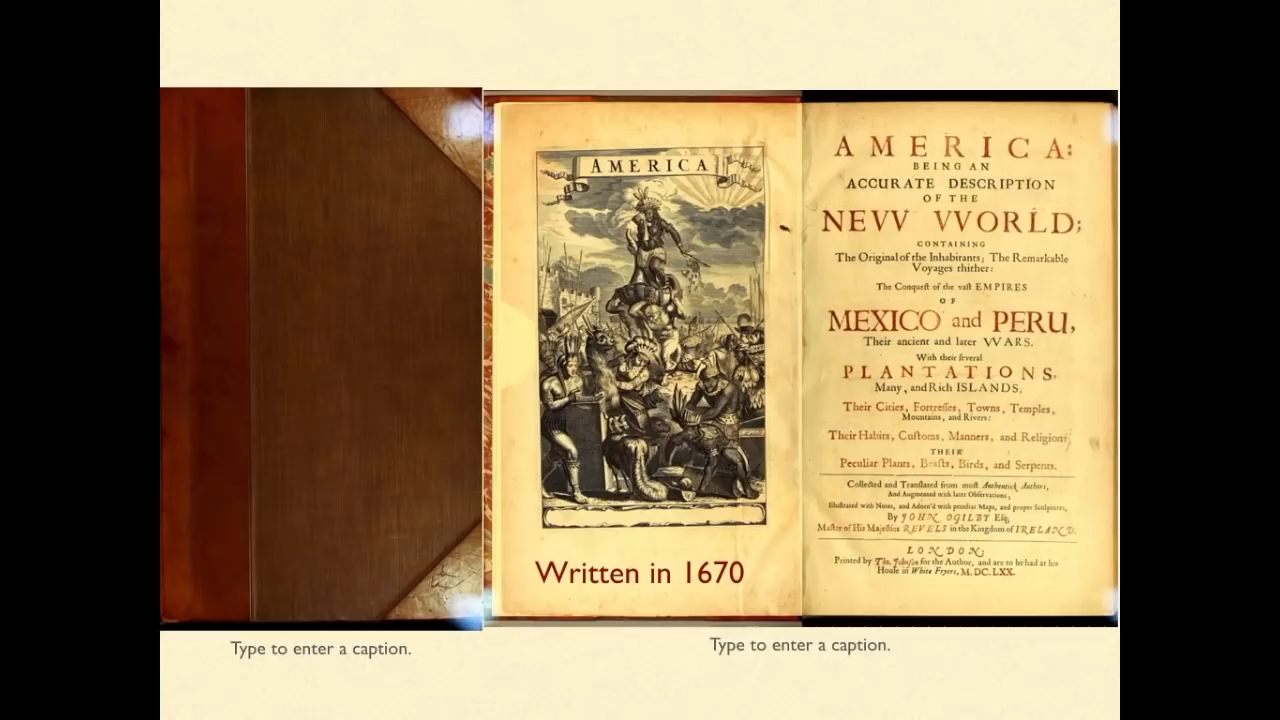 AMERICA
Written in 1670
AMERICA:
BEING AN
ACCURATE DESCRIPTION
OF THE
NEVV VVORLD;
CONTAINING
The Original of the Inhabitants; The Remarkable
Voyages thither:
The Conqueſt of the vaſt EMPIRES
OF
MEXICO and PERU,
Their ancient and later VVARS.
With their ſeveral
PLANTATIONS,
Many, and Rich ISLANDS;
Their Cities, Fortreſſes, Towns, Temples,
Mountains, and Rivers:
Their Habits, Cuſtoms, Manners, and Religions;
THEIR
Peculiar Plants, Beaſts, Birds, and Serpents.
Collected and Tranſlated from moſt Authentick Authors,
And Augmented with later Obſervations;
Illuſtrated with Notes, and Adorn'd with peculiar Maps, and proper Sculptures,
By JOHN OGILBY Eſq;
Maſter of His Majeſties REVELS in the Kingdom of IRELAND.
LONDON,
Printed by Tho. Johnſon for the Author, and are to be had at his
Houſe in White Fryers, M.DC.LXX.
Type to enter a caption.
Type to enter a caption.